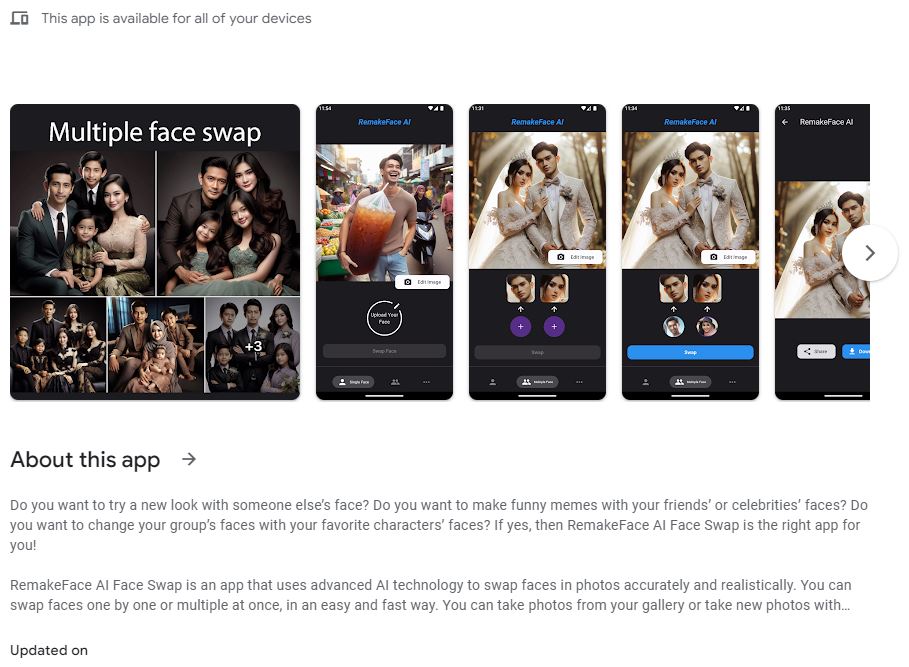 This app is available for all of your devices
Multiple face swap
+3
11:54
RemakeFace AI
Edit Image
Upload Your
Face
Swap Face
Single Face
11:31
RemakeFace AI
Edit Image
Swap
Multiple Face
11:34
RemakeFace AI
Edit Image
Swap
Multiple Face
11:35
RemakeFace AI
Share
Down
About this app
Do you want to try a new look with someone else’s face? Do you want to make funny memes with your friends’ or celebrities’ faces? Do
you want to change your group’s faces with your favorite characters’ faces? If yes, then RemakeFace AI Face Swap is the right app for
you!
RemakeFace AI Face Swap is an app that uses advanced AI technology to swap faces in photos accurately and realistically. You can
swap faces one by one or multiple at once, in an easy and fast way. You can take photos from your gallery or take new photos with…
Updated on